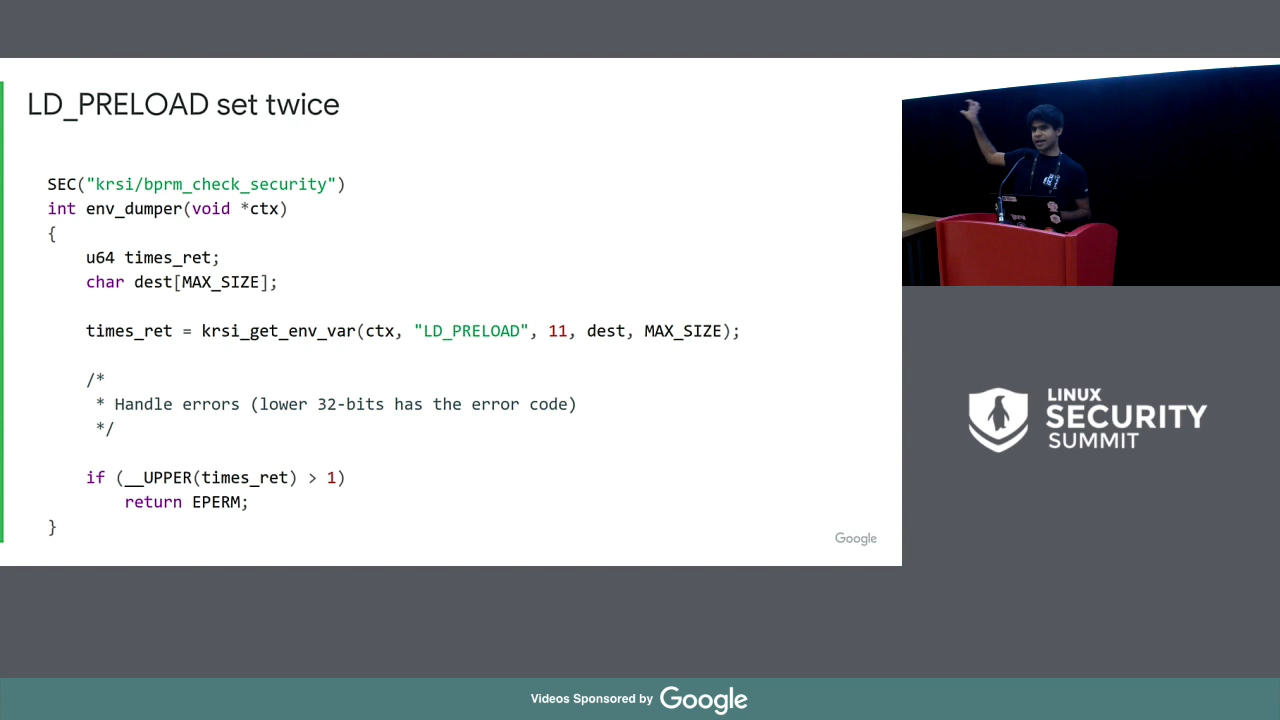 LD_PRELOAD set twice
SEC("krsi/bprm_check_security")
int env_dumper(void *ctx)
{
    u64 times_ret;
    char dest[MAX_SIZE];
    times_ret = krsi_get_env_var(ctx, "LD_PRELOAD", 11, dest, MAX_SIZE);
    /*
     * Handle errors (lower 32-bits has the error code)
     */
    if (__UPPER(times_ret) > 1)
        return EPERM;
}
Google
LINUX
SECURITY
SUMMIT
Videos Sponsored by Google